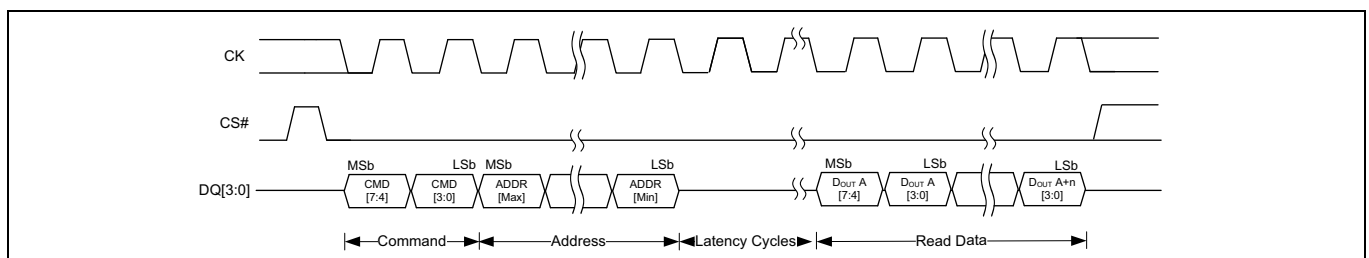 CK
CS#
MSb LSb MSb LSb MSb LSb LSb
DQ[3:0] CMD CMD ADDR ADDR DOUT A DOUT A DOUT A+n
[7:4] [3:0] [Max] [Min] [7:4] [3:0] [3:0]
Command Address Latency Cycles Read Data